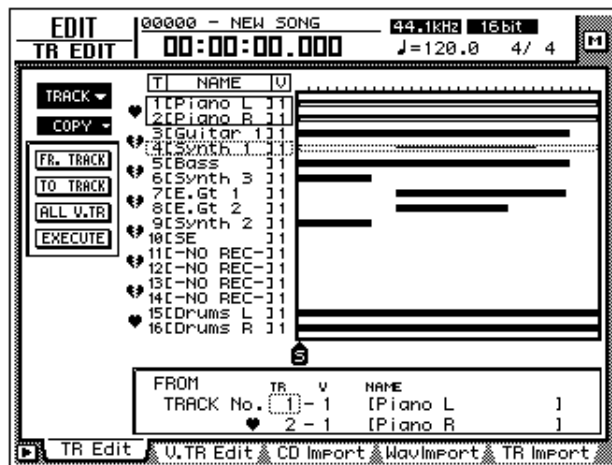 EDIT
00000 - NEW SONG
44.1kHz 16bit
TR EDIT
00:00:00.000
♩=120.0 4/ 4
M
T NAME V
TRACK
COPY
FR. TRACK
TO TRACK
ALL V.TR
EXECUTE
1[Piano L ]1
2[Piano R ]1
3[Guitar 1]1
4[Synth 1 ]1
5[Bass ]1
6[Synth 3 ]1
7[E.Gt 1 ]1
8[E.Gt 2 ]1
9[Synth 2 ]1
10[SE ]1
11[-NO REC-]1
12[-NO REC-]1
13[-NO REC-]1
14[-NO REC-]1
15[Drums L ]1
16[Drums R ]1
S
FROM TR V NAME
TRACK No. 1 - 1 [Piano L ]
♥ 2 - 1 [Piano R ]
TR Edit V.TR Edit CD Import WavImport TR Import